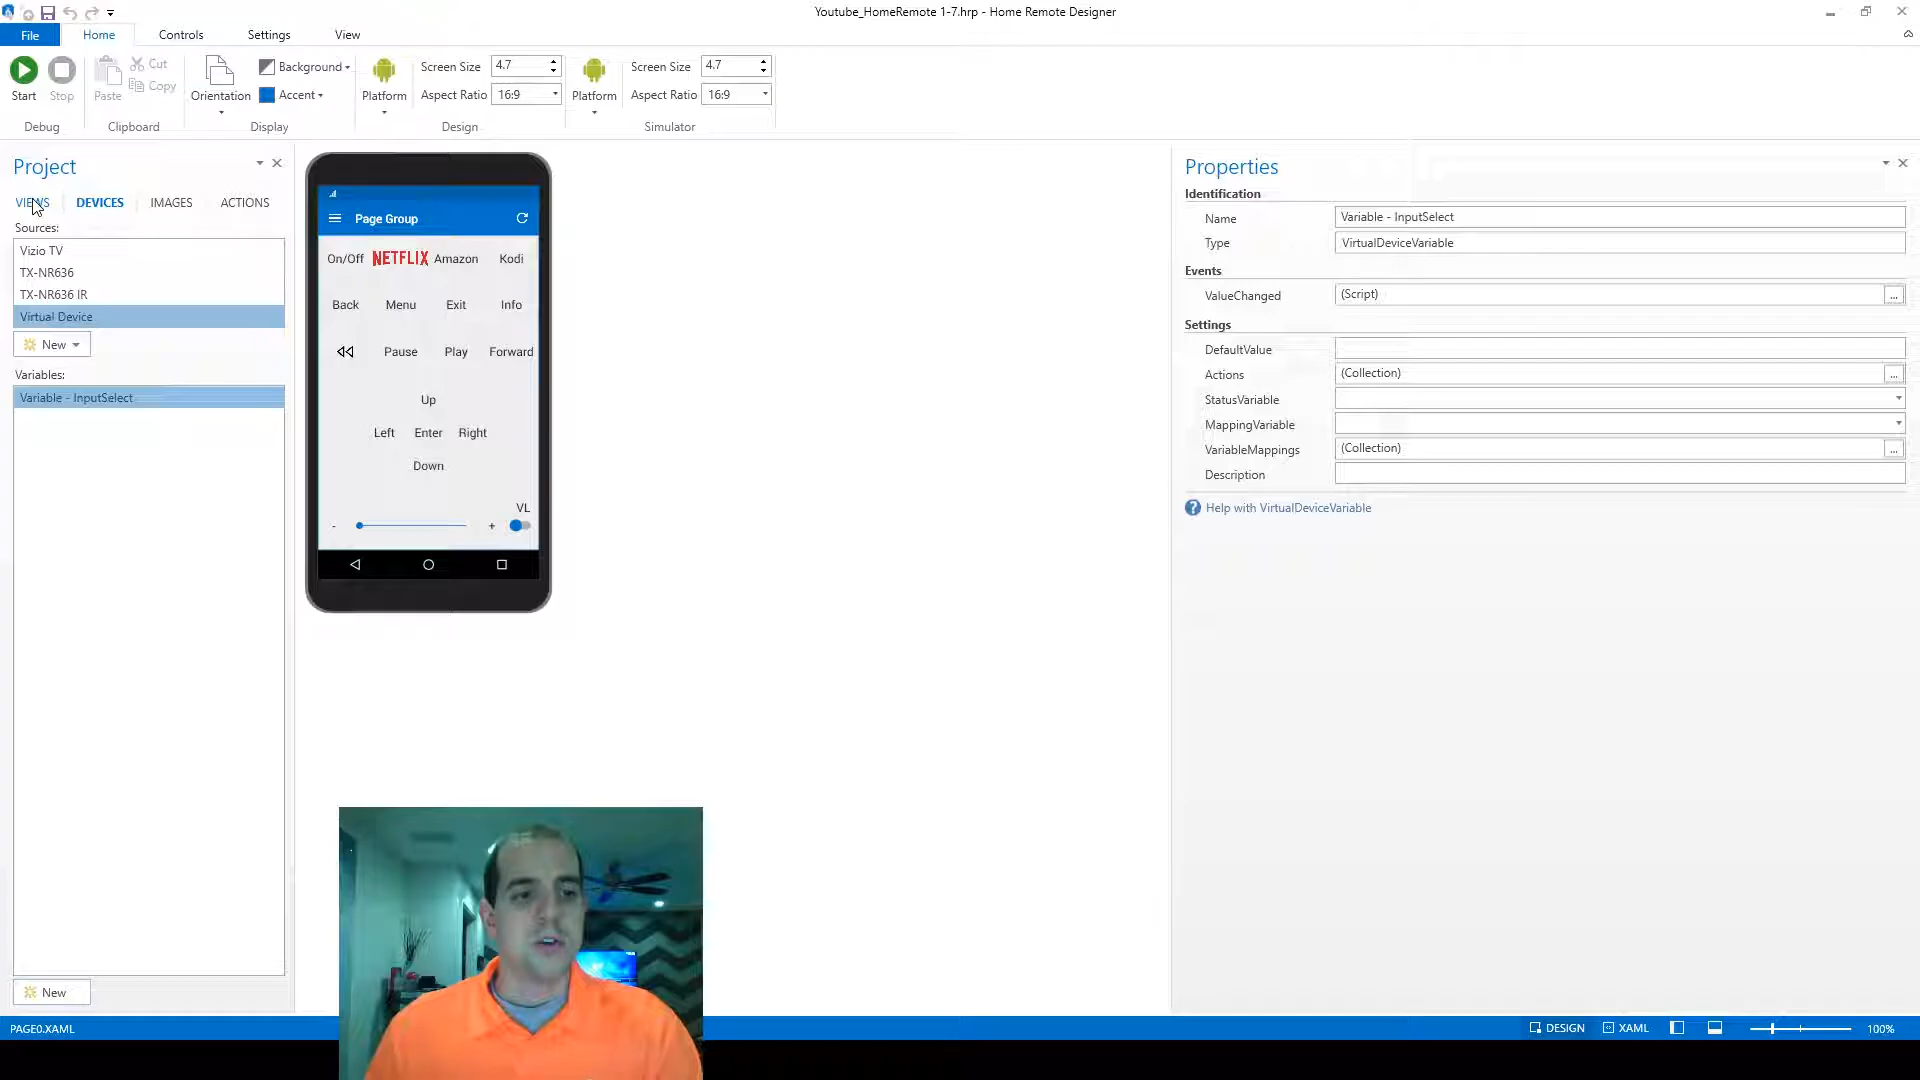 Youtube_HomeRemote 1-7.hrp - Home Remote Designer
File Home Controls Settings View
Start Stop
Paste
Cut
Copy
Orientation
Background
Accent
Platform
Screen Size 4.7
Aspect Ratio 16:9
Platform
Screen Size 4.7
Aspect Ratio 16:9
Debug Clipboard Display Design Simulator
Project
VIEWS DEVICES IMAGES ACTIONS
Sources:
Vizio TV
TX-NR636
TX-NR636 IR
Virtual Device
New
Variables:
Variable - InputSelect
New
Page Group
On/Off NETFLIX Amazon Kodi
Back Menu Exit Info
Pause Play Forward
Up
Left Enter Right
Down
VL
- +
Properties
Identification
Name Variable - InputSelect
Type VirtualDeviceVariable
Events
ValueChanged (Script) ...
Settings
DefaultValue
Actions (Collection) ...
StatusVariable
MappingVariable
VariableMappings (Collection) ...
Description
? Help with VirtualDeviceVariable
PAGE0.XAML
DESIGN XAML 100%